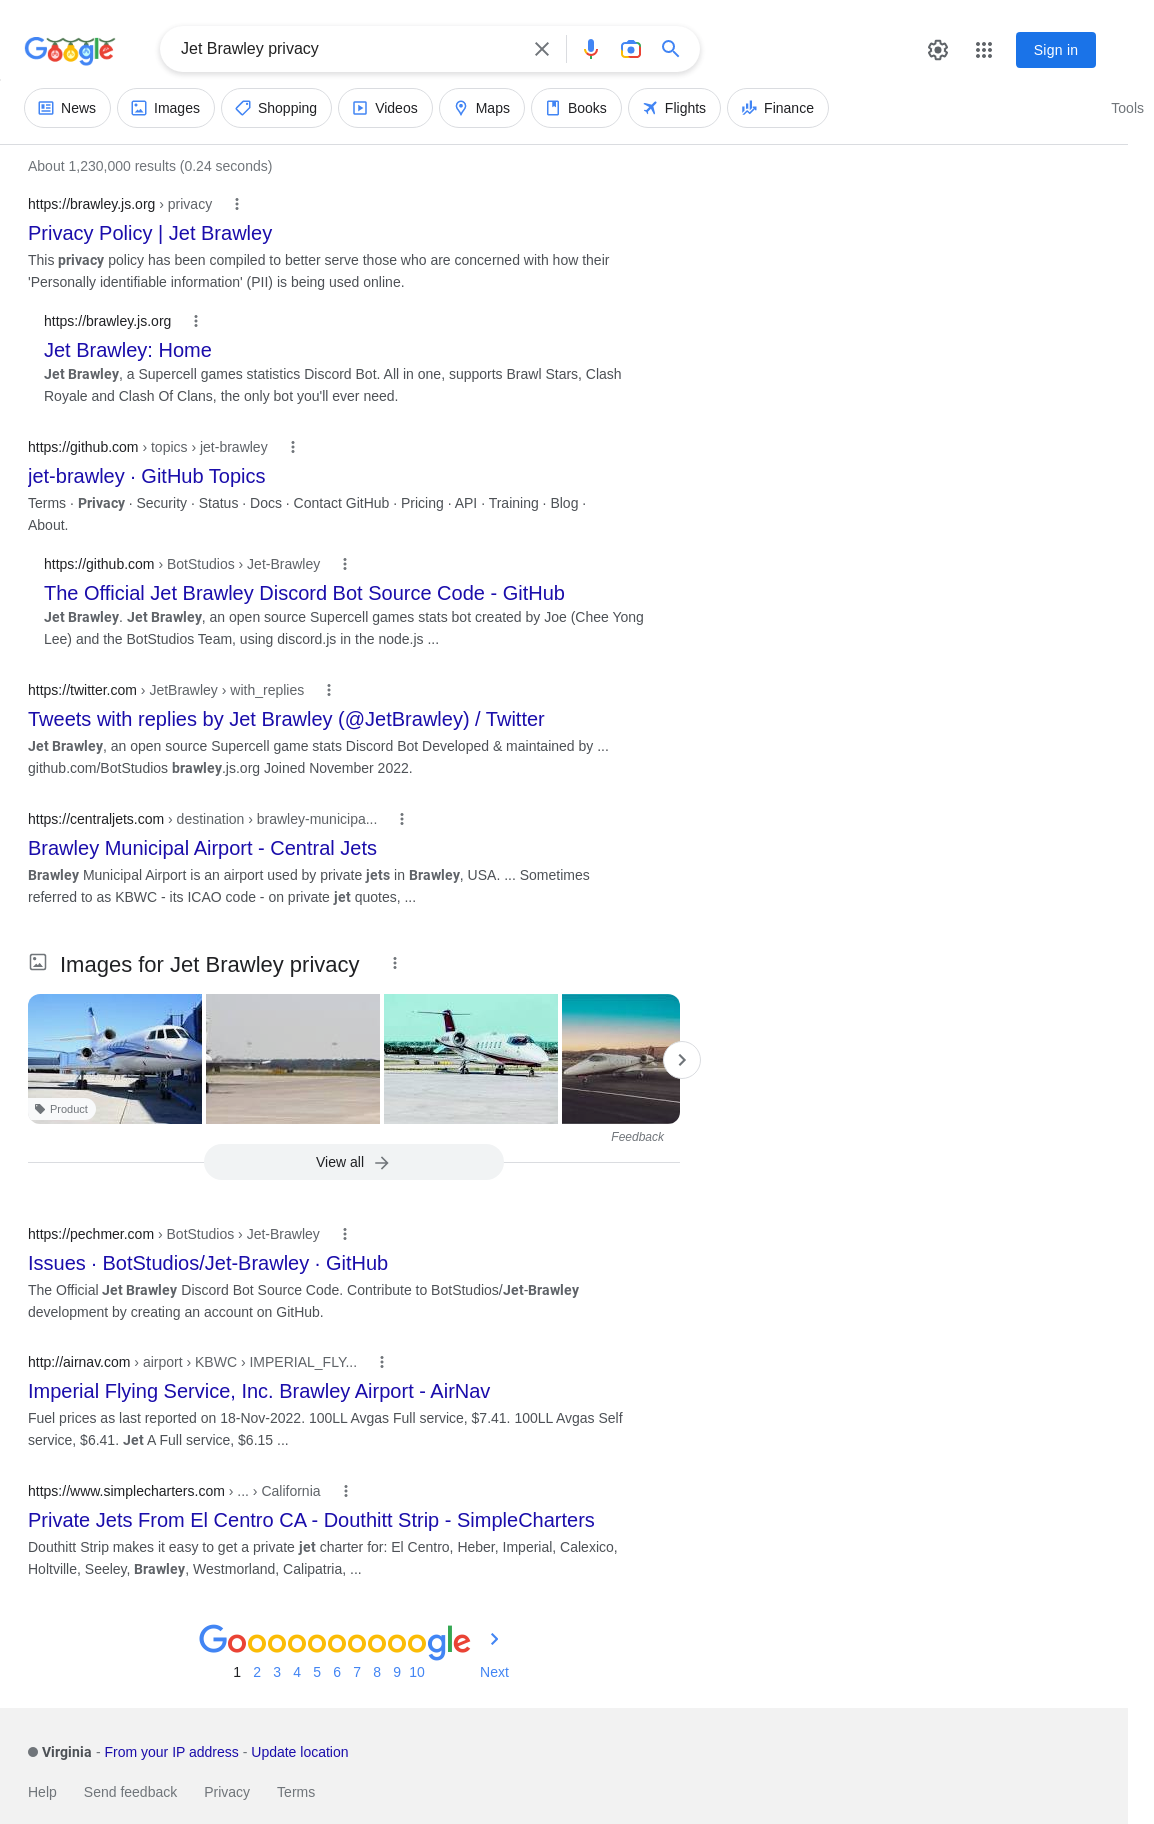 Google
Jet Brawley privacy
Sign in
News
Images
Shopping
Videos
Maps
Books
Flights
Finance
Tools
About 1,230,000 results (0.24 seconds)
https://brawley.js.org › privacy
Privacy Policy | Jet Brawley
This privacy policy has been compiled to better serve those who are concerned with how their
'Personally identifiable information' (PII) is being used online.
https://brawley.js.org
Jet Brawley: Home
Jet Brawley, a Supercell games statistics Discord Bot. All in one, supports Brawl Stars, Clash
Royale and Clash Of Clans, the only bot you'll ever need.
https://github.com › topics › jet-brawley
jet-brawley · GitHub Topics
Terms · Privacy · Security · Status · Docs · Contact GitHub · Pricing · API · Training · Blog ·
About.
https://github.com › BotStudios › Jet-Brawley
The Official Jet Brawley Discord Bot Source Code - GitHub
Jet Brawley. Jet Brawley, an open source Supercell games stats bot created by Joe (Chee Yong
Lee) and the BotStudios Team, using discord.js in the node.js ...
https://twitter.com › JetBrawley › with_replies
Tweets with replies by Jet Brawley (@JetBrawley) / Twitter
Jet Brawley, an open source Supercell game stats Discord Bot Developed & maintained by ...
github.com/BotStudios brawley.js.org Joined November 2022.
https://centraljets.com › destination › brawley-municipa...
Brawley Municipal Airport - Central Jets
Brawley Municipal Airport is an airport used by private jets in Brawley, USA. ... Sometimes
referred to as KBWC - its ICAO code - on private jet quotes, ...
Images for Jet Brawley privacy
Product
Feedback
View all
https://pechmer.com › BotStudios › Jet-Brawley
Issues · BotStudios/Jet-Brawley · GitHub
The Official Jet Brawley Discord Bot Source Code. Contribute to BotStudios/Jet-Brawley
development by creating an account on GitHub.
http://airnav.com › airport › KBWC › IMPERIAL_FLY...
Imperial Flying Service, Inc. Brawley Airport - AirNav
Fuel prices as last reported on 18-Nov-2022. 100LL Avgas Full service, $7.41. 100LL Avgas Self
service, $6.41. Jet A Full service, $6.15 ...
https://www.simplecharters.com › ... › California
Private Jets From El Centro CA - Douthitt Strip - SimpleCharters
Douthitt Strip makes it easy to get a private jet charter for: El Centro, Heber, Imperial, Calexico,
Holtville, Seeley, Brawley, Westmorland, Calipatria, ...
Goooooooooogle
1 2 3 4 5 6 7 8 9 10 Next
Virginia - From your IP address - Update location
Help Send feedback Privacy Terms